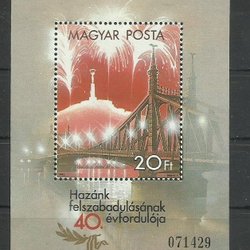 MAGYAR POSTA
20Ft
Hazánk
felszabadulásának
40. évfordulója
071429